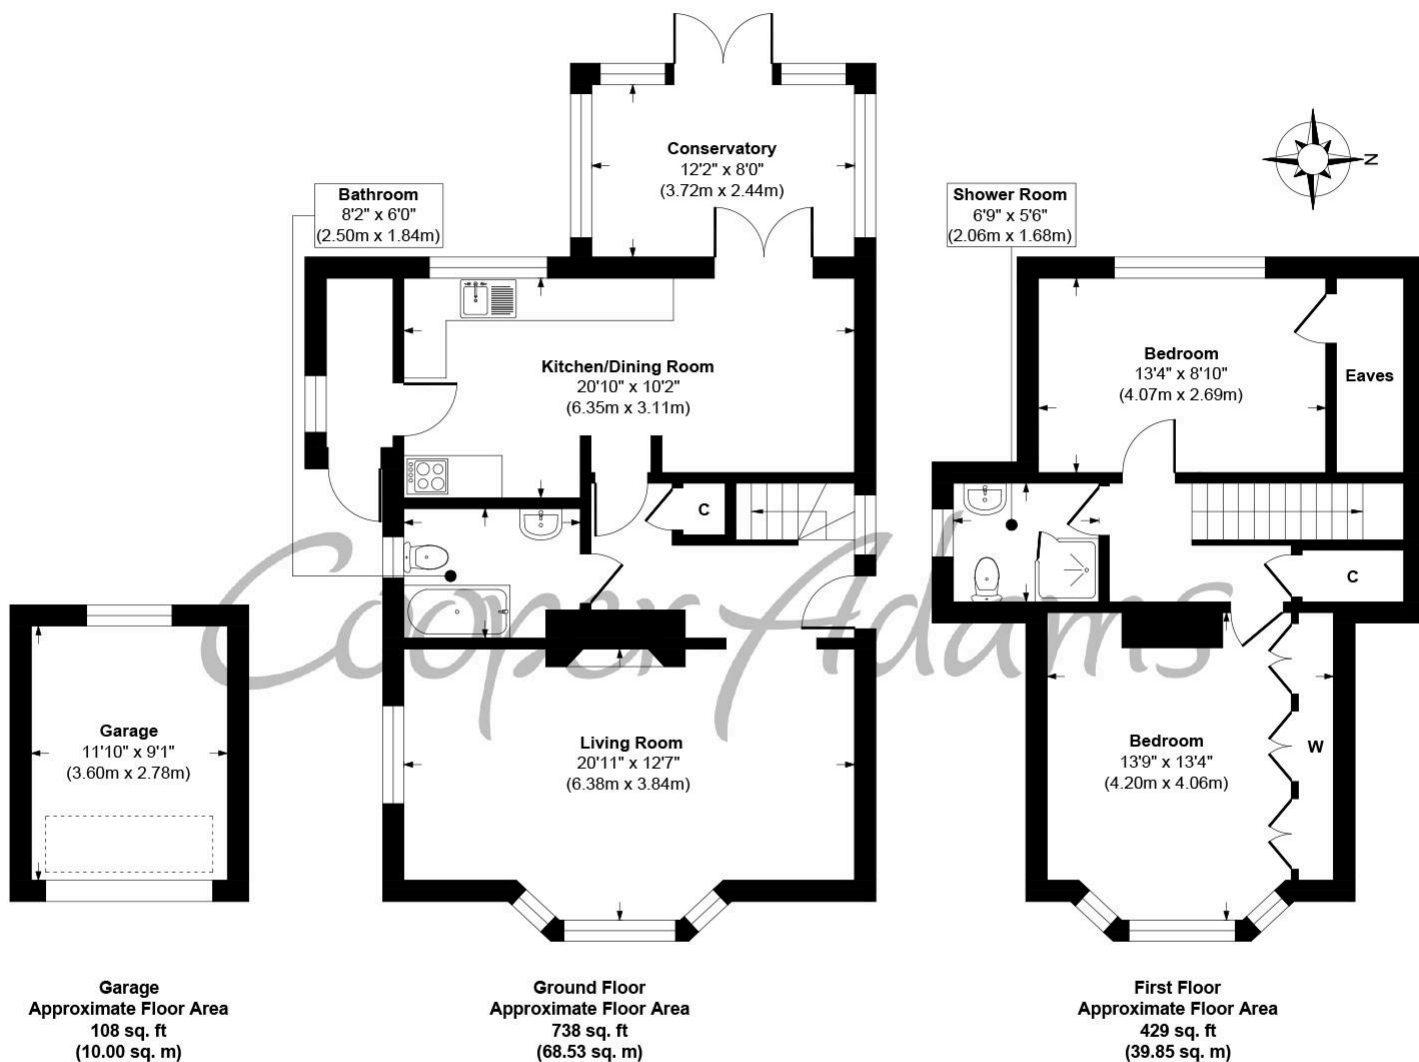 Conservatory
12'2" x 8'0"
(3.72m x 2.44m)
Bathroom
8'2" x 6'0"
(2.50m x 1.84m)
Shower Room
6'9" x 5'6"
(2.06m x 1.68m)
N
Kitchen/Dining Room
20'10" x 10'2"
(6.35m x 3.11m)
Bedroom
13'4" x 8'10"
(4.07m x 2.69m)
Eaves
C
C
Cooper Adams
Garage
11'10" x 9'1"
(3.60m x 2.78m)
Living Room
20'11" x 12'7"
(6.38m x 3.84m)
Bedroom
13'9" x 13'4"
(4.20m x 4.06m)
W
Garage
Approximate Floor Area
108 sq. ft
(10.00 sq. m)
Ground Floor
Approximate Floor Area
738 sq. ft
(68.53 sq. m)
First Floor
Approximate Floor Area
429 sq. ft
(39.85 sq. m)